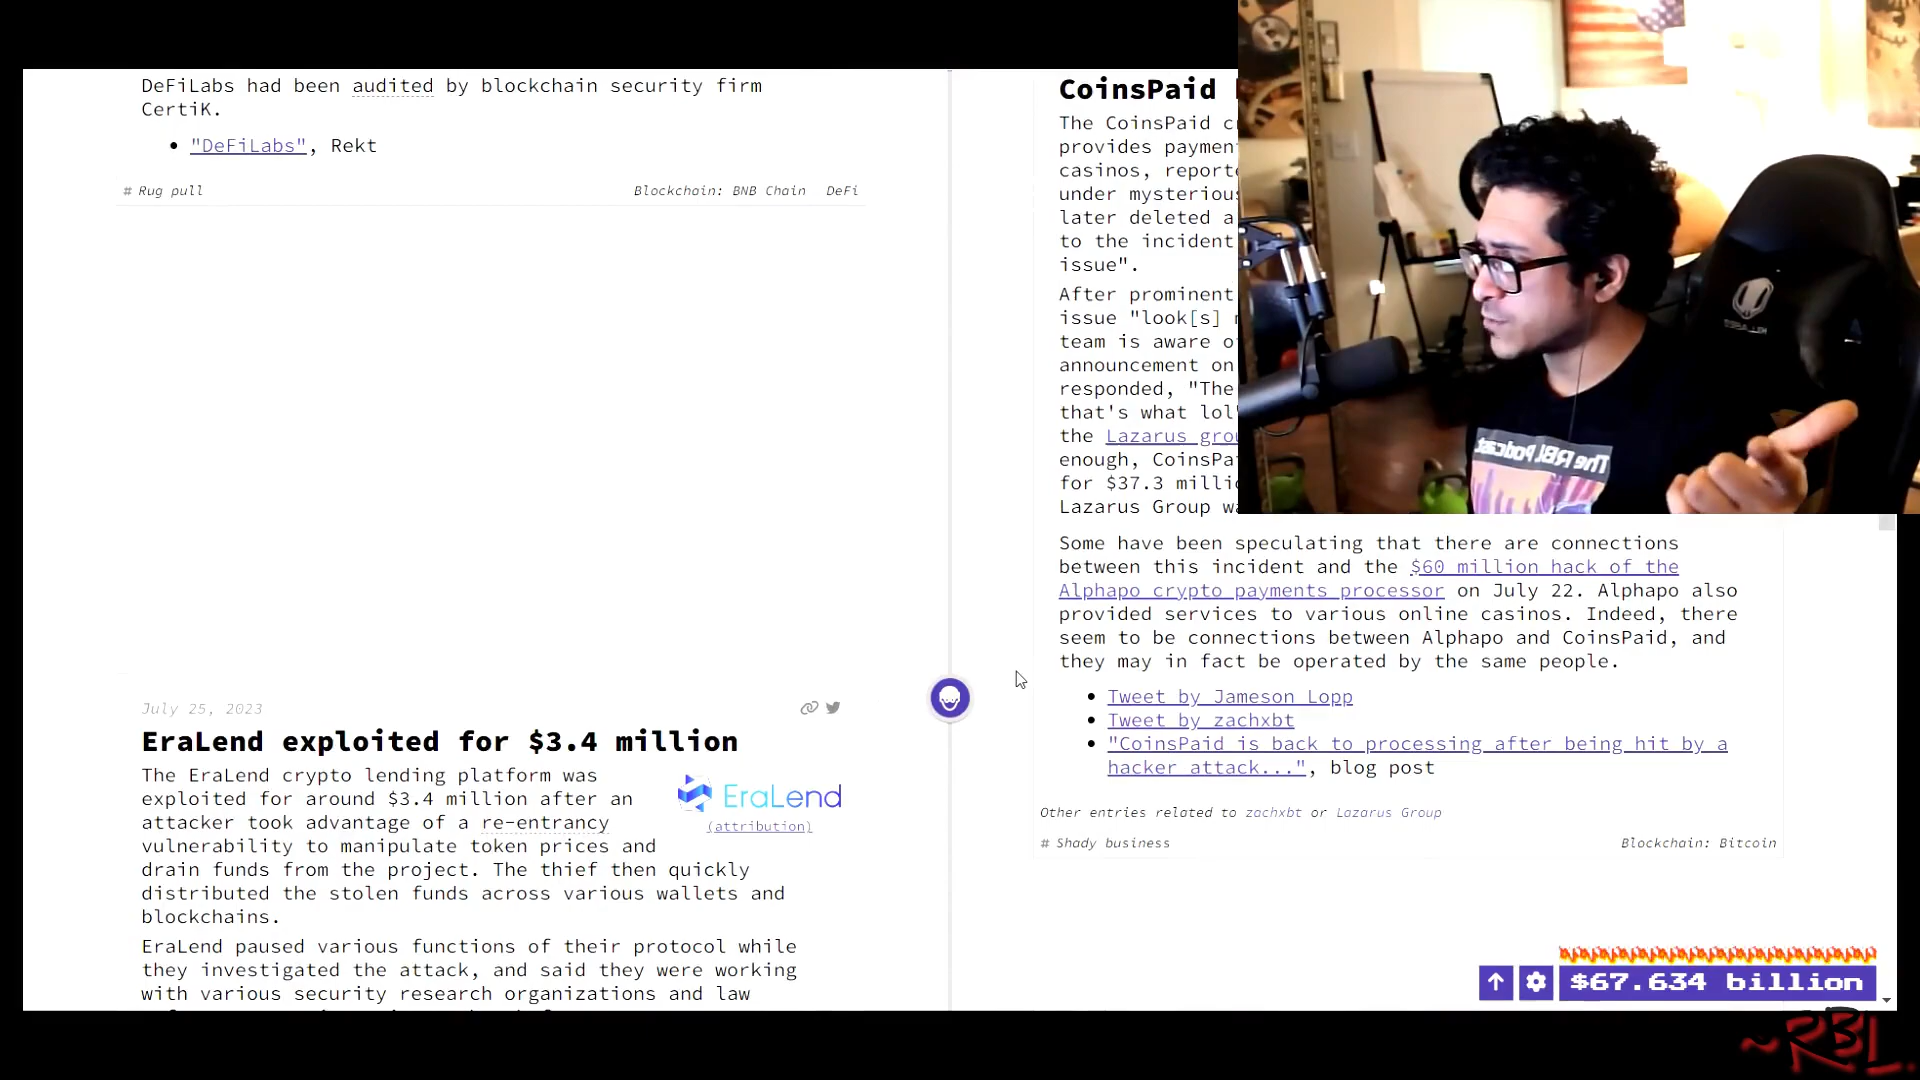 DeFiLabs had been audited by blockchain security firm
CertiK.
• "DeFiLabs", Rekt
# Rug pull
Blockchain: BNB Chain DeFi
July 25, 2023
EraLend exploited for $3.4 million
The EraLend crypto lending platform was
exploited for around $3.4 million after an
attacker took advantage of a re-entrancy
vulnerability to manipulate token prices and
drain funds from the project. The thief then quickly
distributed the stolen funds across various wallets and
blockchains.
EraLend
(attribution)
EraLend paused various functions of their protocol while
they investigated the attack, and said they were working
with various security research organizations and law
CoinsPaid
The CoinsPaid
provides
casinos,
under
later deleted a
to the incident
issue".
After prominent
issue "look[s]
team is aware
announcement on
responded, "The
that's what lol
the Lazarus
enough,
for $37.3
Lazarus Group
Some have been speculating that there are connections
between this incident and the $60 million hack of the
Alphapo crypto payments processor on July 22. Alphapo also
provided services to various online casinos. Indeed, there
seem to be connections between Alphapo and CoinsPaid, and
they may in fact be operated by the same people.
• Tweet by Jameson Lopp
• Tweet by zachxbt
• "CoinsPaid is back to processing after being hit by a
hacker attack...", blog post
Other entries related to zachxbt or Lazarus Group
# Shady business
Blockchain: Bitcoin
The RBL Podcast
$67.634 billion
~RBL